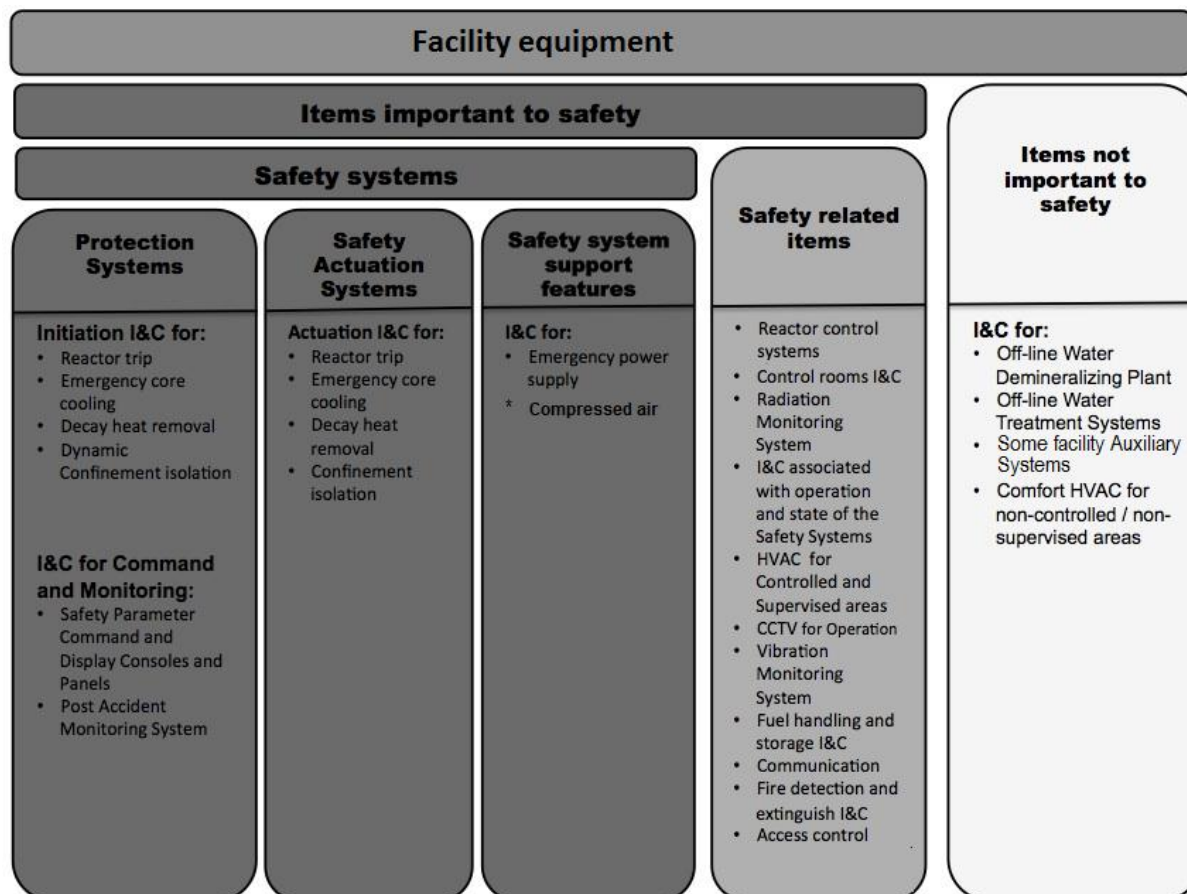 Facility equipment
Items important to safety
Safety systems
Protection
Systems
Initiation I&C for:
• Reactor trip
• Emergency core
cooling
• Decay heat removal
• Dynamic
Confinement isolation
I&C for Command
and Monitoring:
• Safety Parameter
Command and
Display Consoles and
Panels
• Post Accident
Monitoring System
Safety
Actuation
Systems
Actuation I&C for:
• Reactor trip
• Emergency core
cooling
• Decay heat
removal
• Confinement
isolation
Safety system
support
features
I&C for:
• Emergency power
supply
* Compressed air
Safety related
items
• Reactor control
systems
• Control rooms I&C
• Radiation
Monitoring
System
• I&C associated
with operation
and state of the
Safety Systems
• HVAC for
Controlled and
Supervised areas
• CCTV for Operation
• Vibration
Monitoring
System
• Fuel handling and
storage I&C
• Communication
• Fire detection and
extinguish I&C
• Access control
Items not
important to
safety
I&C for:
• Off-line Water
Demineralizing Plant
• Off-line Water
Treatment Systems
• Some facility Auxiliary
Systems
• Comfort HVAC for
non-controlled / non-
supervised areas